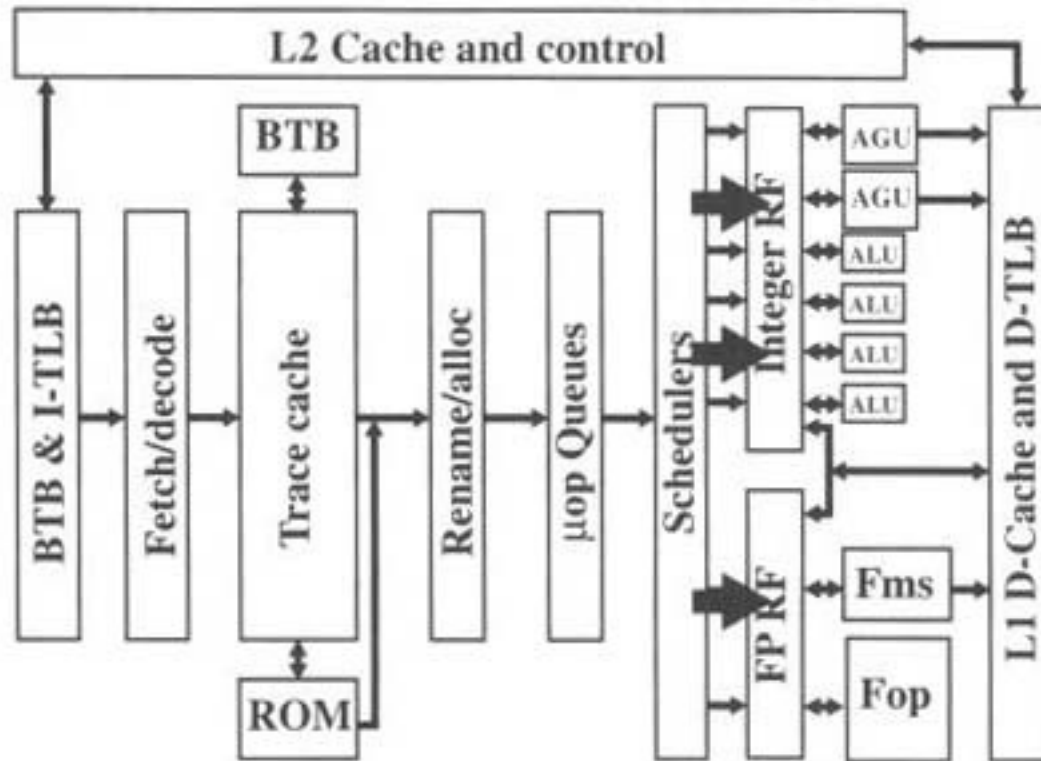 L2 Cache and control
BTB
BTB & I-TLB
Fetch/decode
Trace cache
ROM
Rename/alloc
µop Queues
Schedulers
Integer RF
FP RF
AGU
AGU
ALU
ALU
ALU
ALU
Fms
Fop
L1 D-Cache and D-TLB